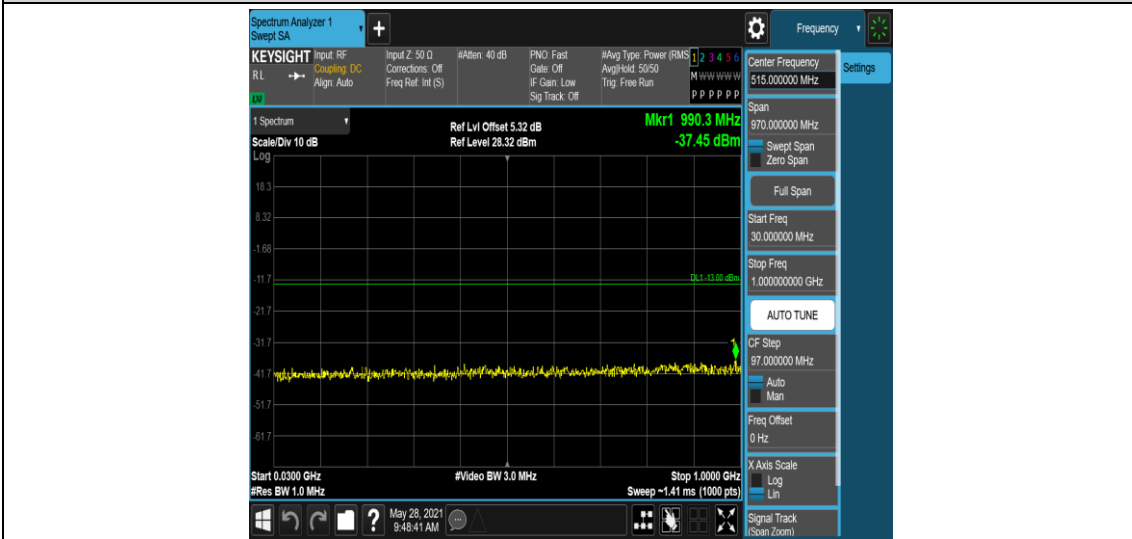 Spectrum Analyzer 1
Swept SA
+
Frequency
KEYSIGHT
RL
LNI
Input: RF
Coupling: DC
Align: Auto
Input Z: 50 Ω
Corrections: Off
Freq Ref: Int (S)
#Atten: 40 dB
PNO: Fast
Gate: Off
IF Gain: Low
Sig Track: Off
#Avg Type: Power (RMS
Avg|Hold: 50/50
Trig: Free Run
1 2 3 4 5 6
M W W W W W
P P P P P P
1 Spectrum
Scale/Div 10 dB
Log
Ref Lvl Offset 5.32 dB
Ref Level 28.32 dBm
Mkr1 990.3 MHz
-37.45 dBm
18.3
8.32
-1.68
-11.7
DL1 -13.00 dBm
-21.7
-31.7
1
-41.7
-51.7
-61.7
Start 0.0300 GHz
#Res BW 1.0 MHz
#Video BW 3.0 MHz
Stop 1.0000 GHz
Sweep ~1.41 ms (1000 pts)
Center Frequency
515.000000 MHz
Settings
Span
970.000000 MHz
Swept Span
Zero Span
Full Span
Start Freq
30.000000 MHz
Stop Freq
1.000000000 GHz
AUTO TUNE
CF Step
97.000000 MHz
Auto
Man
Freq Offset
0 Hz
X Axis Scale
Log
Lin
Signal Track
(Span Zoom)
?
May 28, 2021
9:48:41 AM